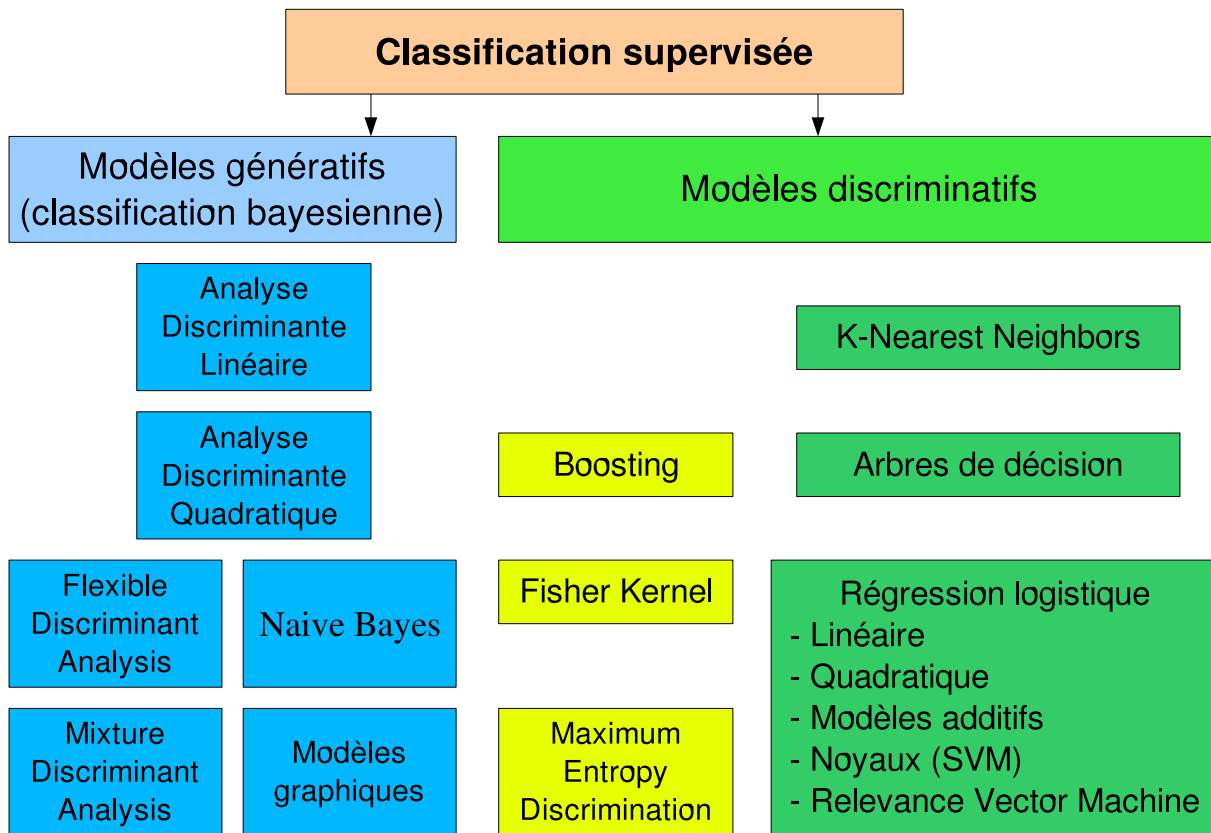 Classification supervisée
Modèles génératifs
(classification bayesienne)
Modèles discriminatifs
Analyse
Discriminante
Linéaire
K-Nearest Neighbors
Analyse
Discriminante
Quadratique
Boosting
Arbres de décision
Flexible
Discriminant
Analysis
Naive Bayes
Fisher Kernel
Régression logistique
- Linéaire
- Quadratique
- Modèles additifs
- Noyaux (SVM)
- Relevance Vector Machine
Mixture
Discriminant
Analysis
Modèles
graphiques
Maximum
Entropy
Discrimination